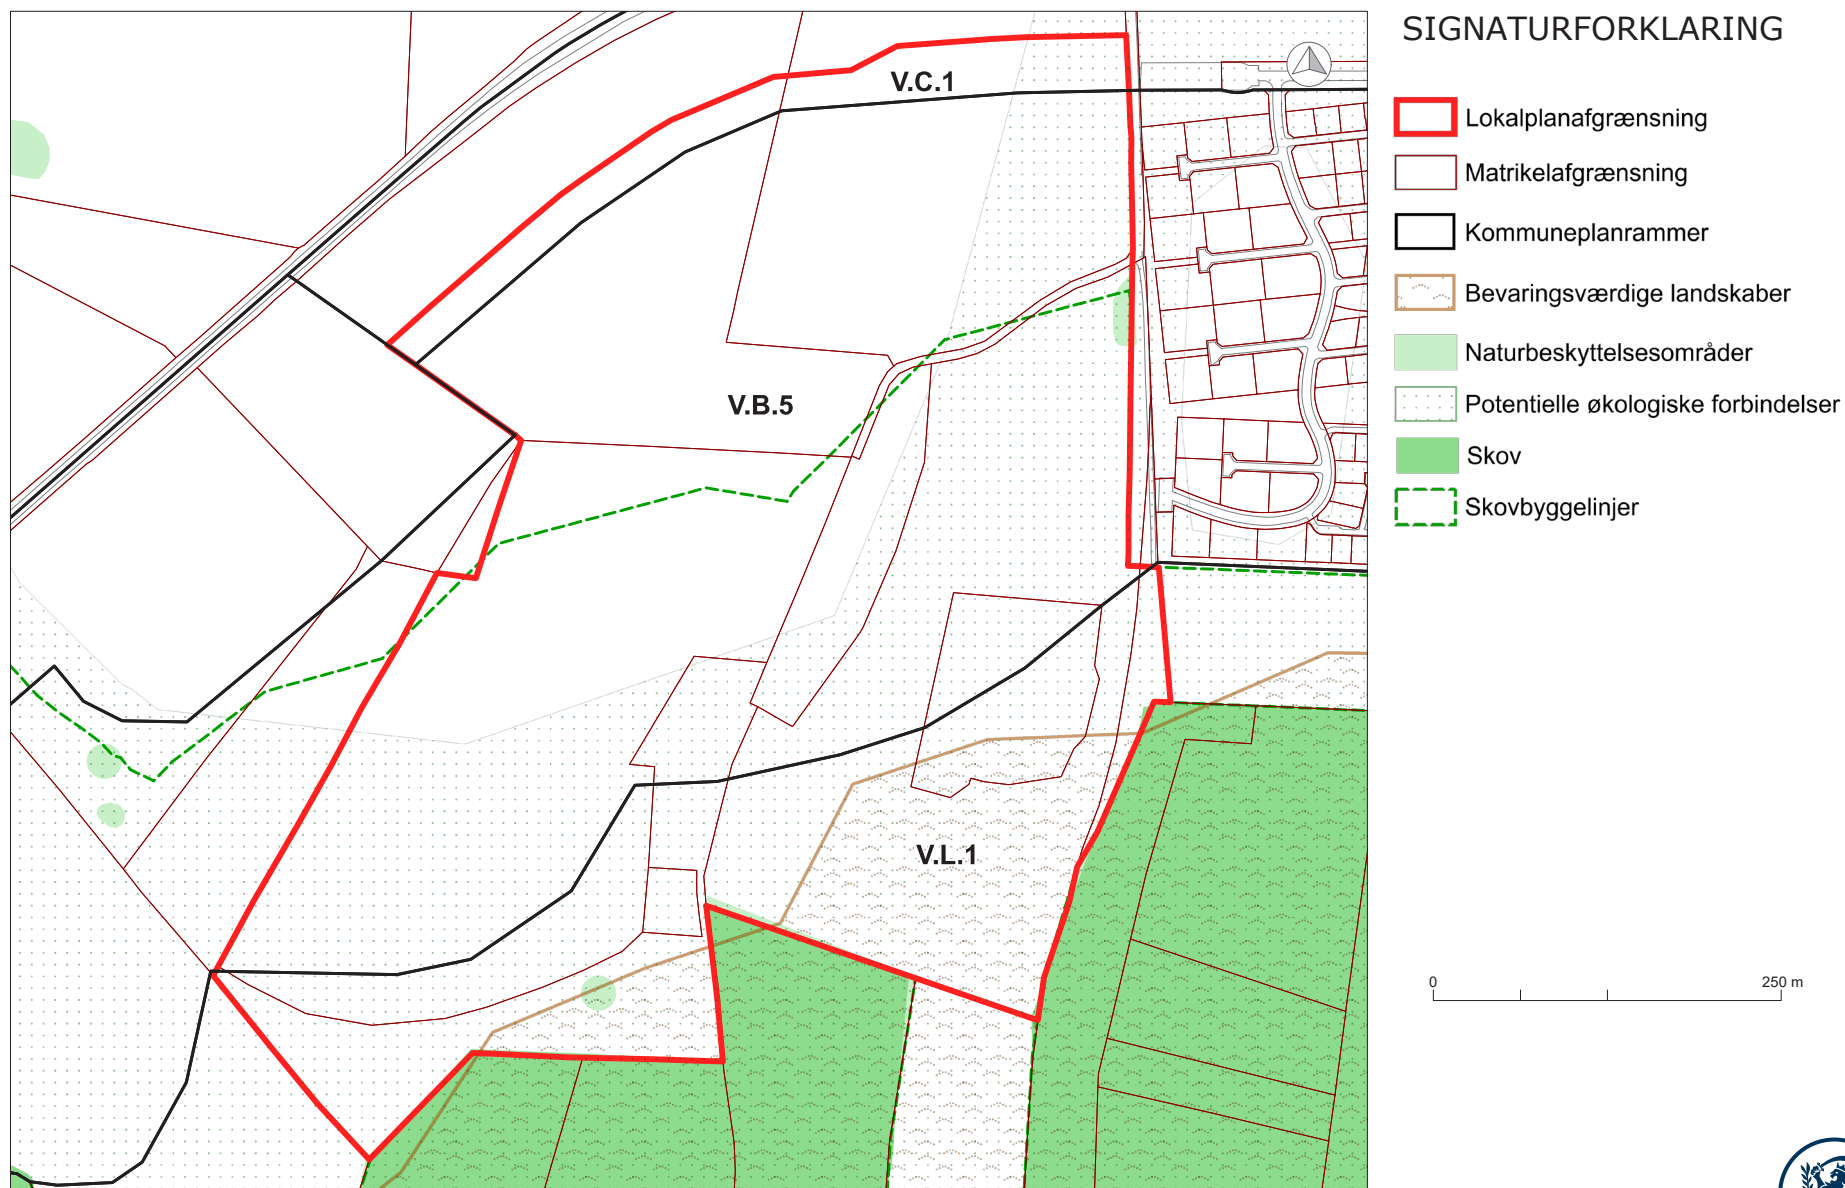 SIGNATURFORKLARING
V.C.1
Lokalplanafgrænsning
Matrikelafgrænsning
Kommuneplanrammer
Bevaringsværdige landskaber
Naturbeskyttelsesområder
V.B.5
Potentielle økologiske forbindelser
Skov
Skovbyggelinjer
V.L.1
0 250 m